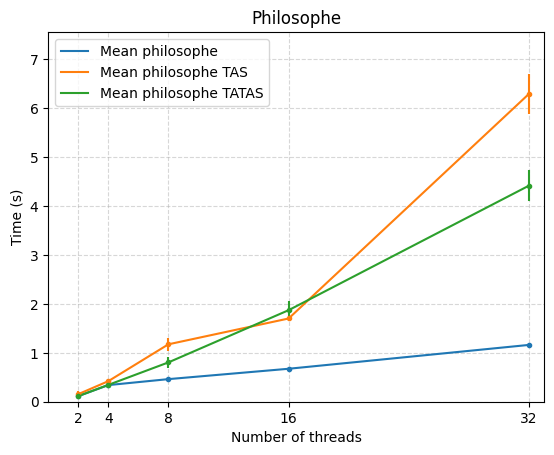 Philosophe
Mean philosophe
Mean philosophe TAS
Mean philosophe TATAS
Time (s)
7
6
5
4
3
2
1
0
2 4 8 16 32
Number of threads